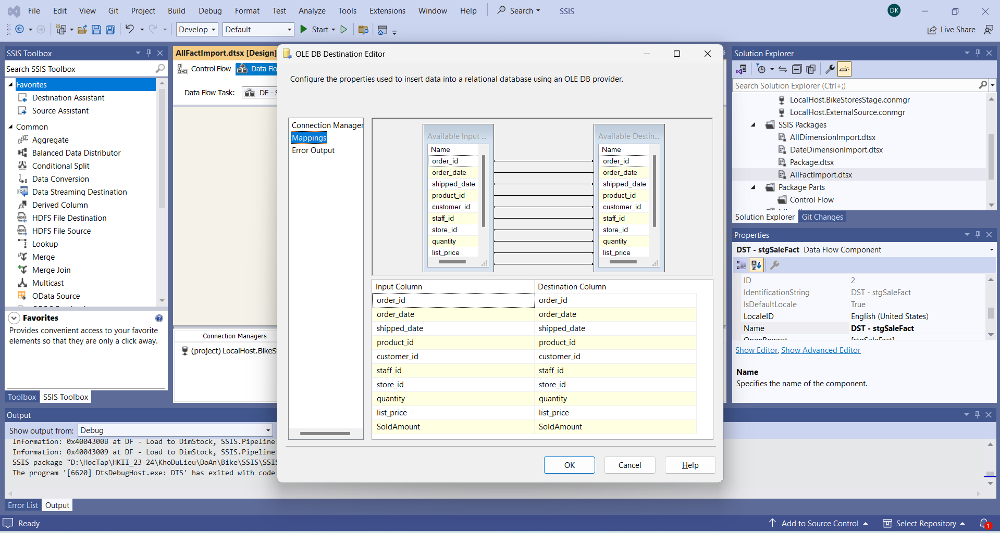 File Edit View Git Project Build Debug Format Test Analyze Tools Extensions Window Help Search SSIS DK
Develop Default Start Live Share
SSIS Toolbox
Search SSIS Toolbox
Favorites
Destination Assistant
Source Assistant
Common
Aggregate
Balanced Data Distributor
Conditional Split
Data Conversion
Data Streaming Destination
Derived Column
HDFS File Destination
HDFS File Source
Lookup
Merge
Merge Join
Multicast
OData Source
Favorites
Provides convenient access to your favorite
elements so that they are only a click away.
Toolbox SSIS Toolbox
AllFactImport.dtsx [Design]
Control Flow Data Flo
Data Flow Task: DF - S
Connection Managers
(project) LocalHost.BikeS
OLE DB Destination Editor
Configure the properties used to insert data into a relational database using an OLE DB provider.
Connection Manager
Mappings
Error Output
Available Input ...
Name
order_id
order_date
shipped_date
product_id
customer_id
staff_id
store_id
quantity
list_price
Available Destin...
Name
order_id
order_date
shipped_date
product_id
customer_id
staff_id
store_id
quantity
list_price
Input Column Destination Column
order_id order_id
order_date order_date
shipped_date shipped_date
product_id product_id
customer_id customer_id
staff_id staff_id
store_id store_id
quantity quantity
list_price list_price
SoldAmount SoldAmount
OK Cancel Help
Solution Explorer
Search Solution Explorer (Ctrl+;)
LocalHost.BikeStoresStage.conmgr
LocalHost.ExternalSource.conmgr
SSIS Packages
AllDimensionImport.dtsx
DateDimensionImport.dtsx
Package.dtsx
AllFactImport.dtsx
Package Parts
Control Flow
Solution Explorer Git Changes
Properties
DST - stgSaleFact Data Flow Component
ID 2
IdentificationString DST - stgSaleFact
IsDefaultLocale True
LocaleID English (United States)
Name DST - stgSaleFact
OpenRowset [stgSaleFact]
Show Editor, Show Advanced Editor
Name
Specifies the name of the component.
Output
Show output from: Debug
Information: 0x4004300B at DF - Load to DimStock, SSIS.Pipeline:
Information: 0x40043009 at DF - Load to DimStock, SSIS.Pipeline:
SSIS package "D:\HocTap\HKII_23-24\KhoDuLieu\DoAn\Bike\SSIS\SSIS
The program '[6620] DtsDebugHost.exe: DTS' has exited with code
Error List Output
Ready Add to Source Control Select Repository 1